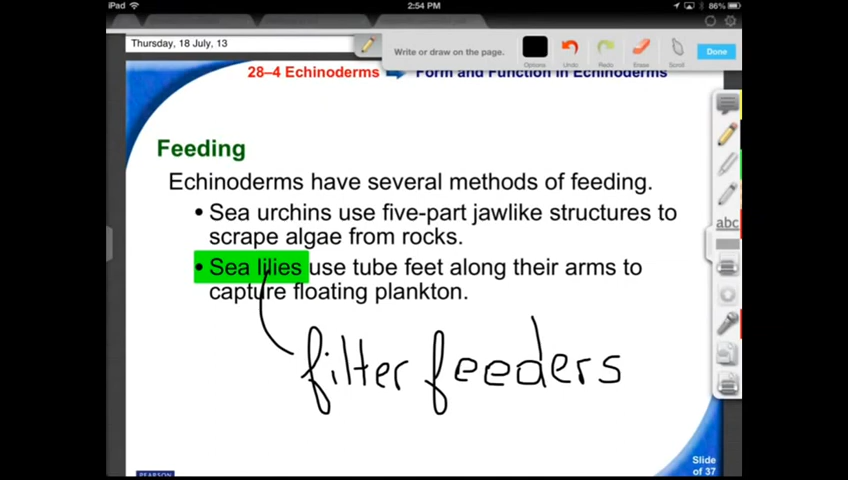 iPad 2:54 PM 86%
Thursday, 18 July, 13
Write or draw on the page.
Options Undo Redo Erase Scroll Done
28–4 Echinoderms Form and Function in Echinoderms
Feeding
Echinoderms have several methods of feeding.
• Sea urchins use five-part jawlike structures to
scrape algae from rocks.
• Sea lilies use tube feet along their arms to
capture floating plankton.
filter feeders
abc
Slide
of 37
PEARSON